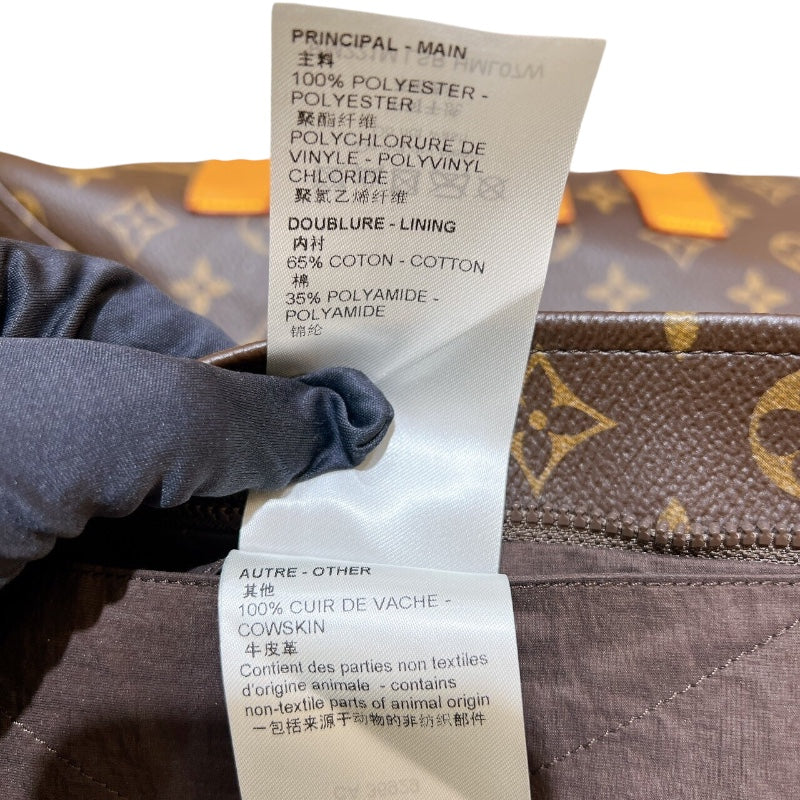 PRINCIPAL - MAIN
主料
100% POLYESTER -
POLYESTER
聚酯纤维
POLYCHLORURE DE
VINYLE - POLYVINYL
CHLORIDE
聚氯乙烯纤维
DOUBLURE - LINING
内衬
65% COTON - COTTON
棉
35% POLYAMIDE -
POLYAMIDE
锦纶
AUTRE - OTHER
其他
100% CUIR DE VACHE -
COWSKIN
牛皮革
Contient des parties non textiles
d'origine animale - contains
non-textile parts of animal origin
一包括来源于动物的非纺织部件